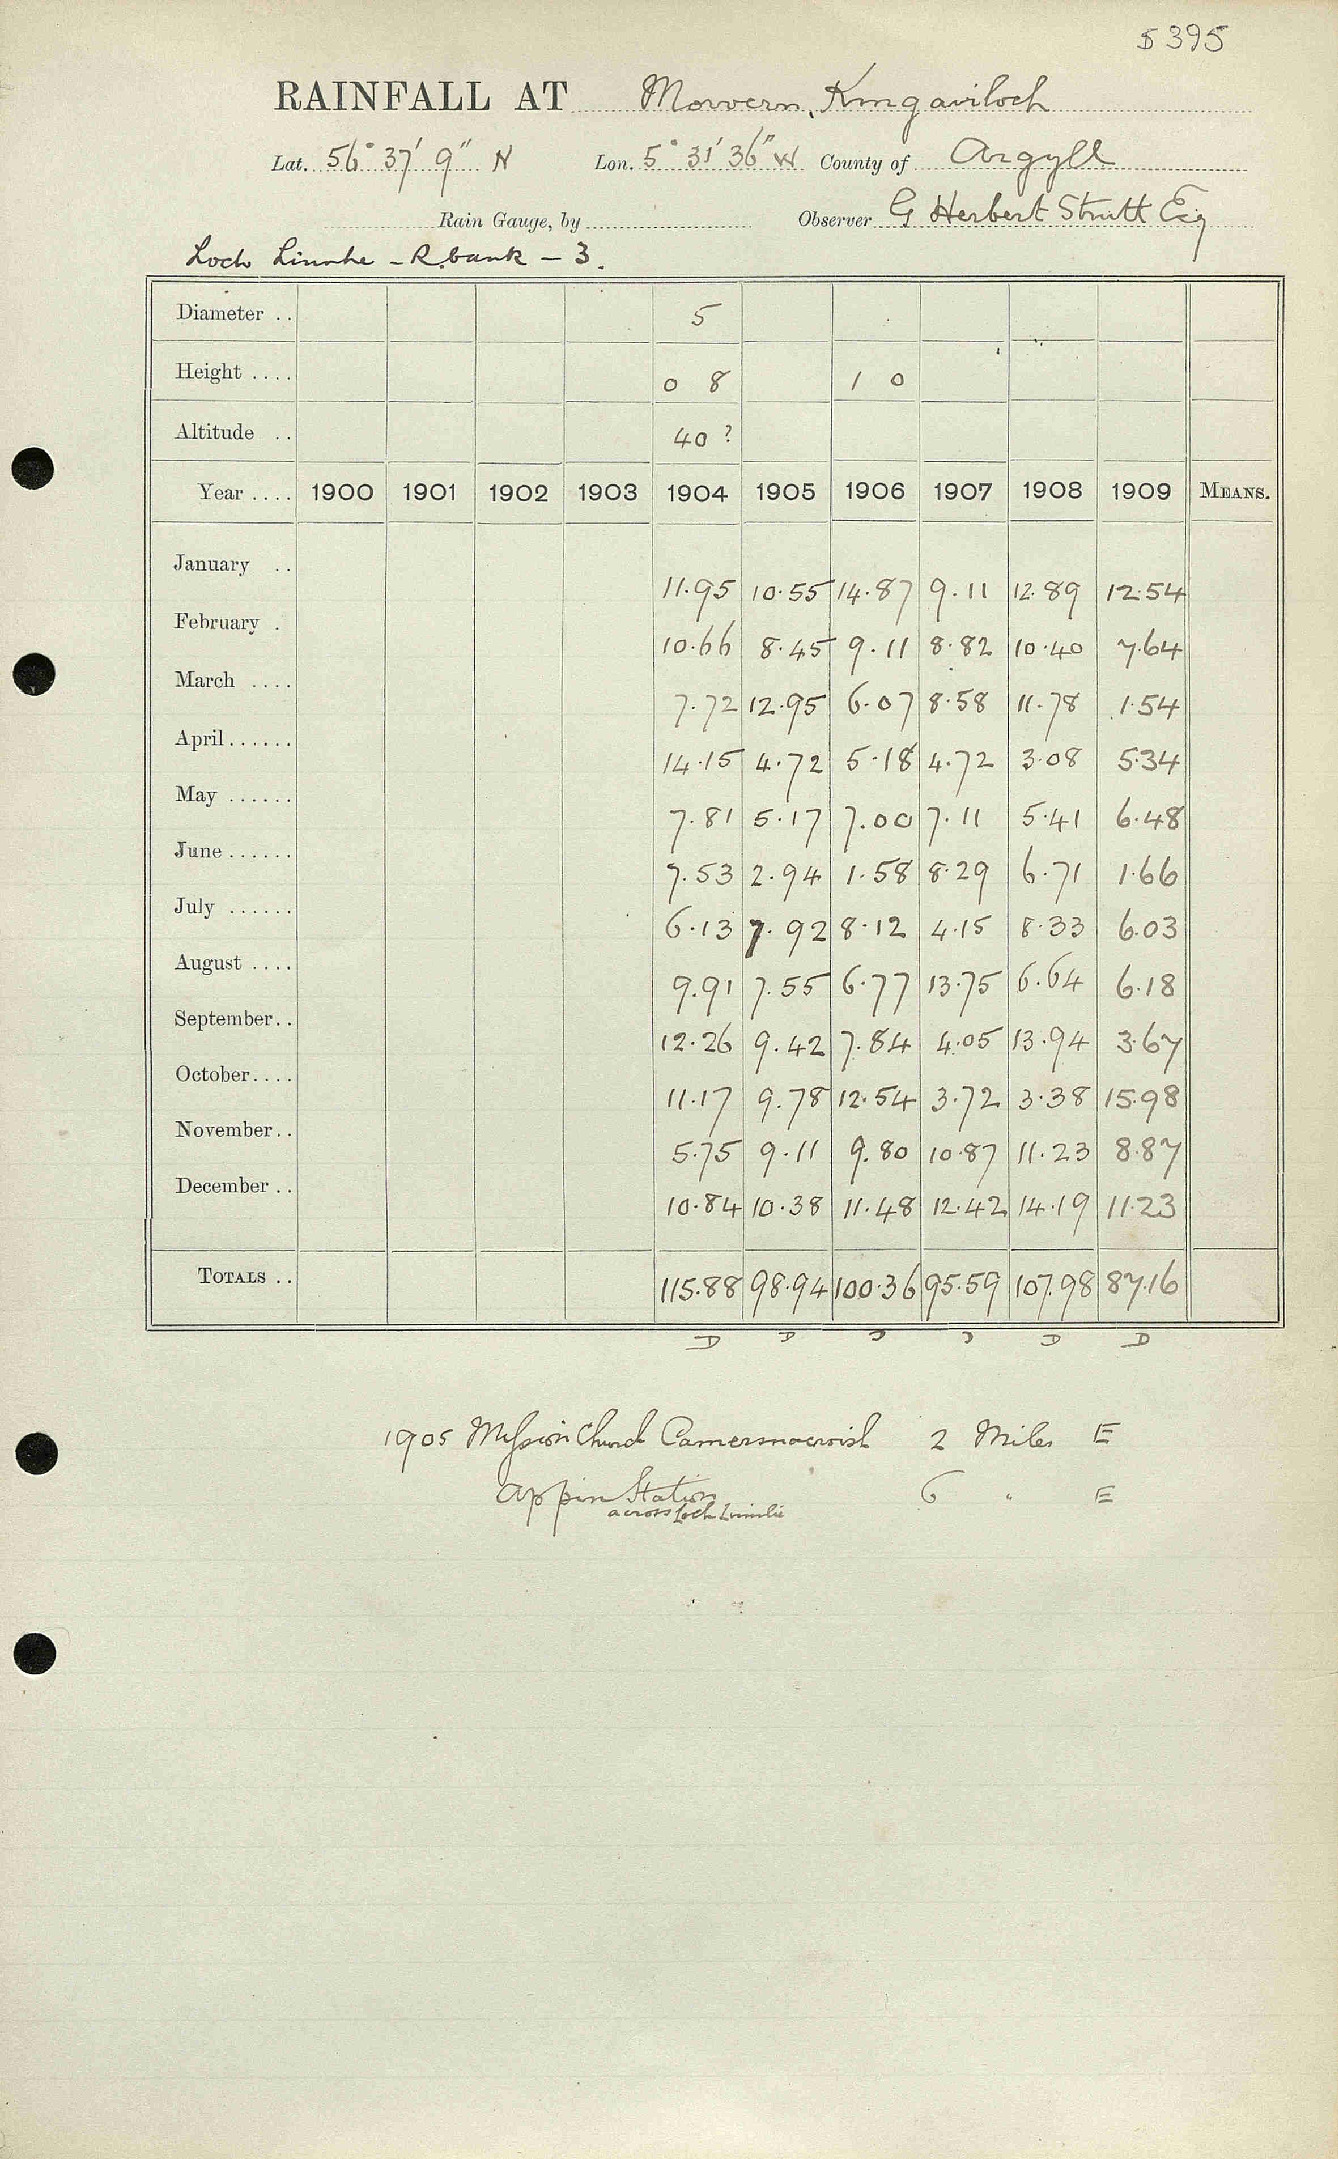 5395
RAINFALL AT Morvern, Kingairloch
Lat. 56° 37' 9" N Lon. 5° 31' 36" W County of Argyll
Rain Gauge, by Observer G Herbert Strutt Esq
Loch Linnhe - R. bank - 3.
Diameter .. 5
Height .... 0 8 1 0
Altitude .. 40 ?
Year .... 1900 1901 1902 1903 1904 1905 1906 1907 1908 1909 MEANS.
January .. 11.95 10.55 14.87 9.11 12.89 12.54
February . 10.66 8.45 9.11 8.82 10.40 7.64
March .... 7.72 12.95 6.07 8.58 11.78 1.54
April...... 14.15 4.72 5.18 4.72 3.08 5.34
May ...... 7.81 5.17 7.00 7.11 5.41 6.48
June...... 7.53 2.94 1.58 8.29 6.71 1.66
July ...... 6.13 7.92 8.12 4.15 8.33 6.03
August .... 9.91 7.55 6.77 13.75 6.64 6.18
September.. 12.26 9.42 7.84 4.05 13.94 3.67
October.... 11.17 9.78 12.54 3.72 3.38 15.98
November.. 5.75 9.11 9.80 10.87 11.23 8.87
December .. 10.84 10.38 11.48 12.42 14.19 11.23
TOTALS .. 115.88 98.94 100.36 95.59 107.98 87.16
D D D D D D
1905 Mission Church 2 Miles E
Appin Station 6 " E
across Loch Linnhe